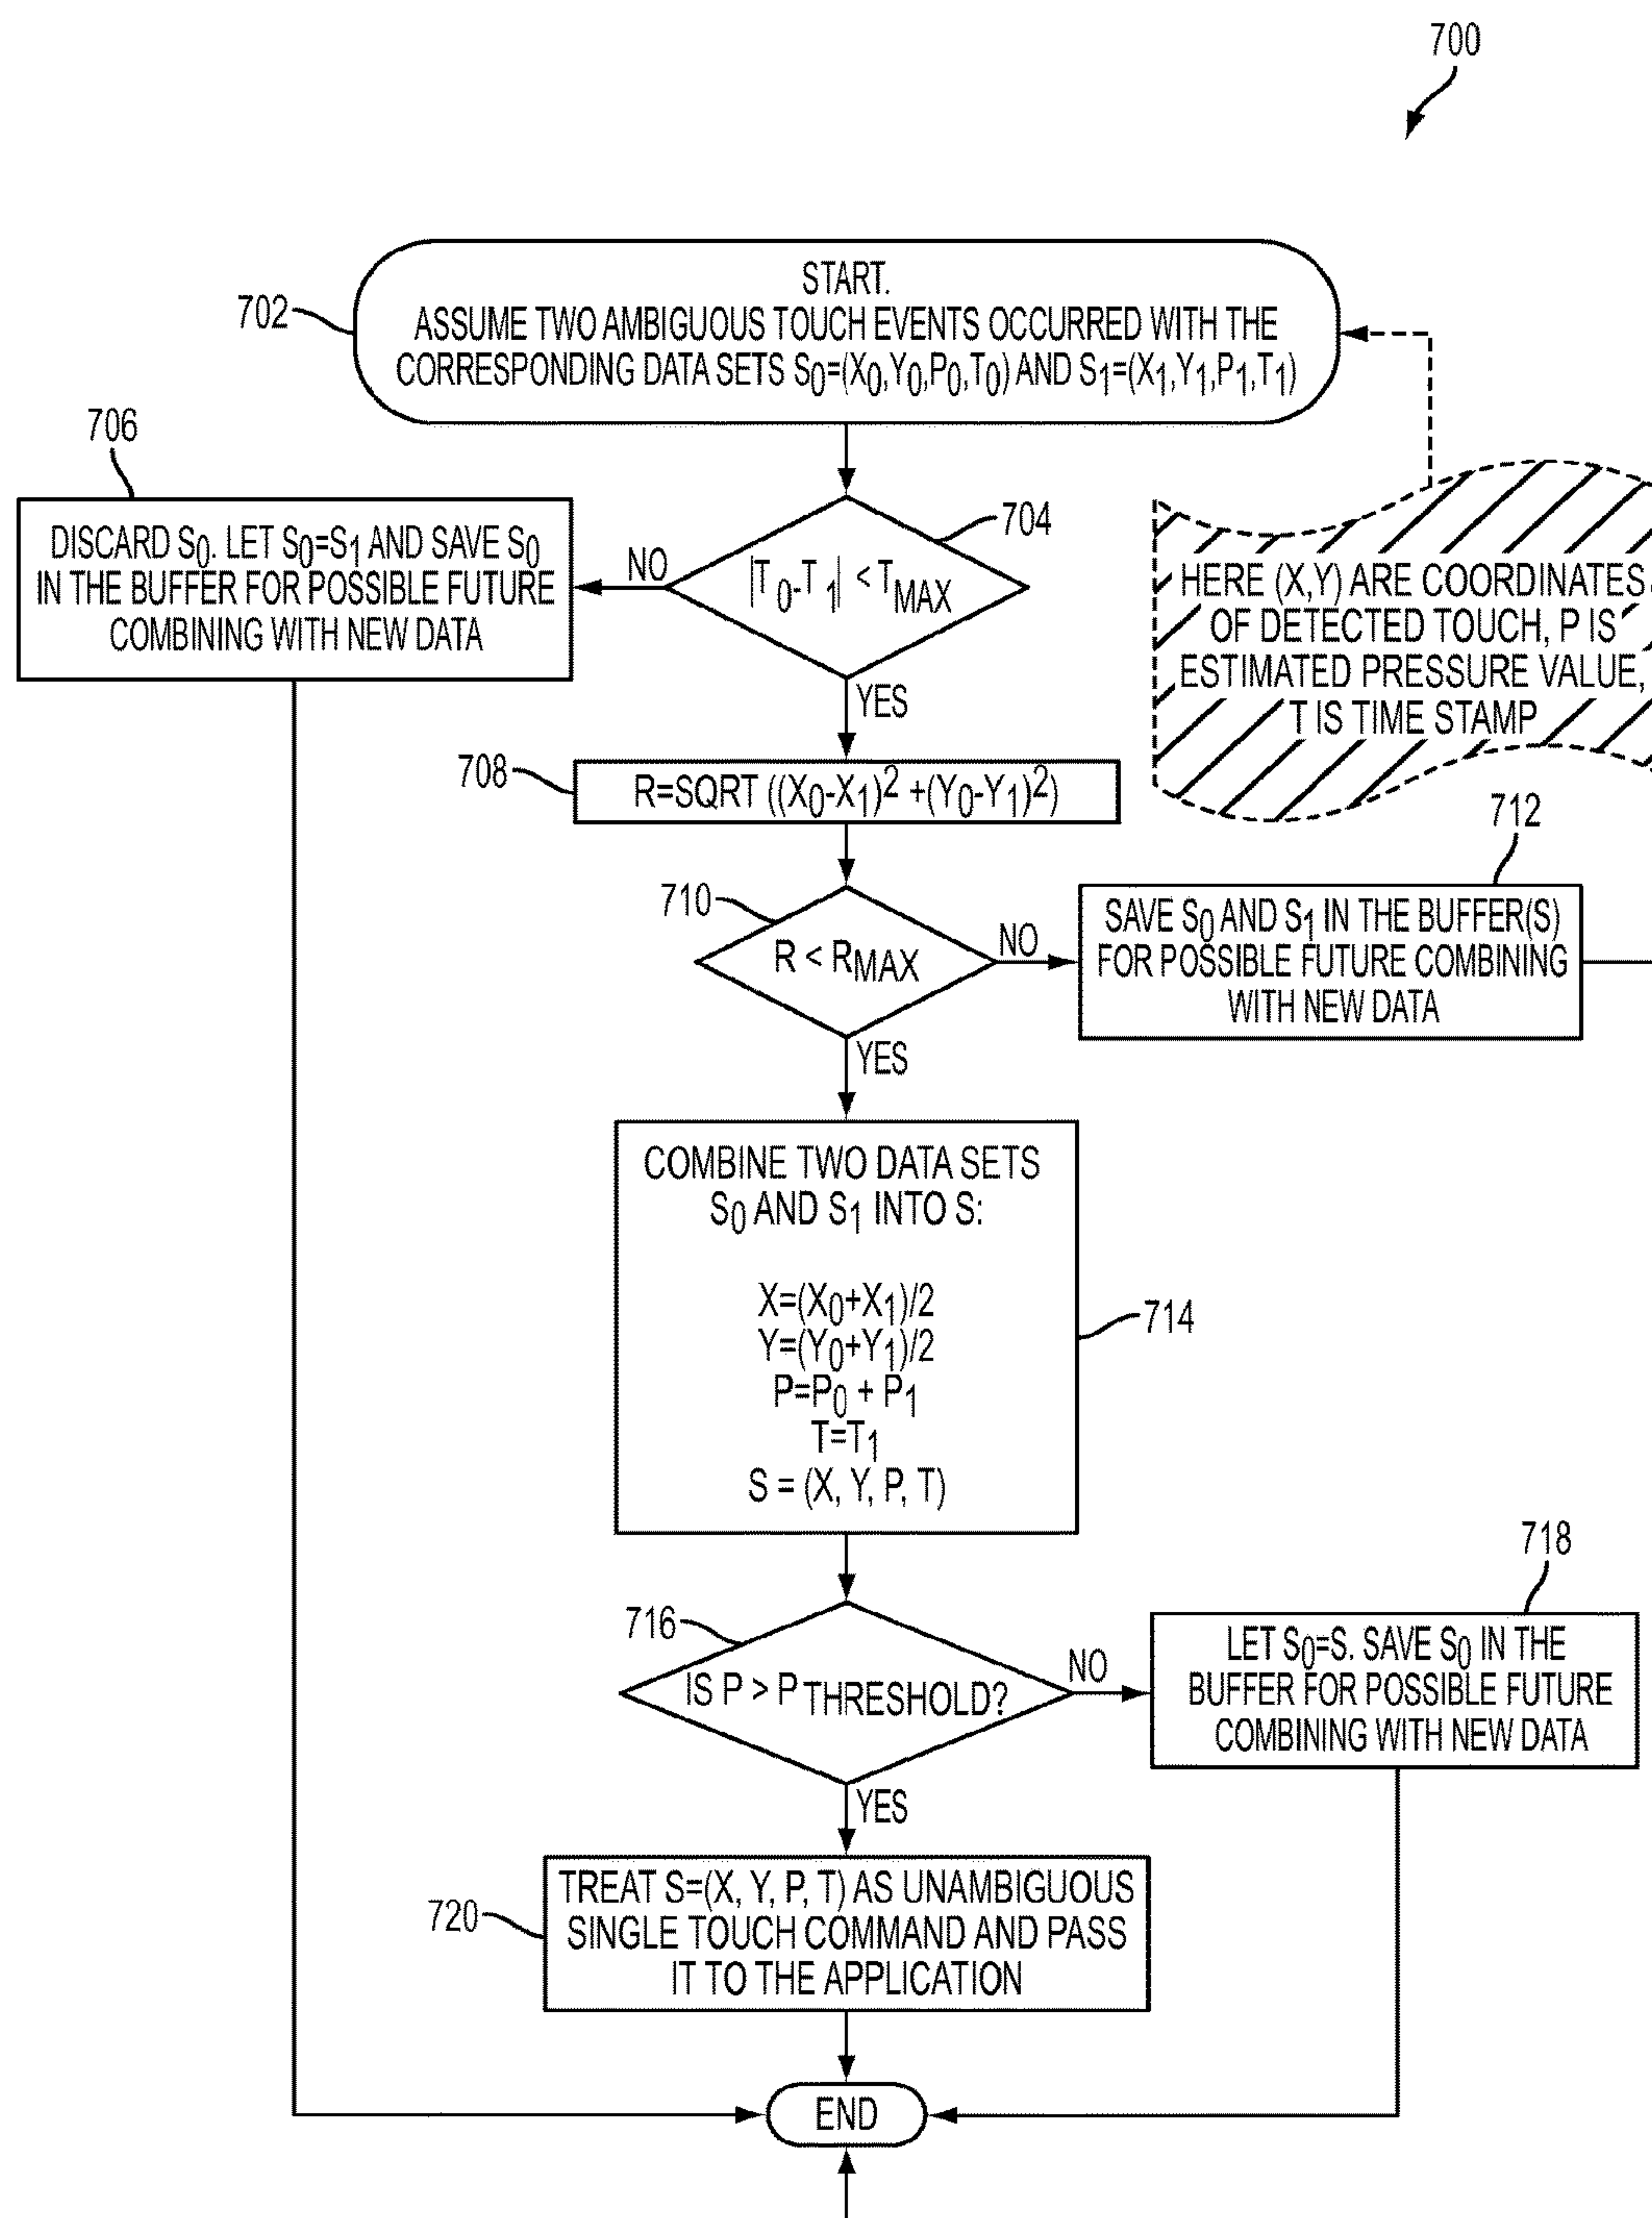 700
702
START.
ASSUME TWO AMBIGUOUS TOUCH EVENTS OCCURRED WITH THE
CORRESPONDING DATA SETS S0=(X0,Y0,P0,T0) AND S1=(X1,Y1,P1,T1)
706
DISCARD S0. LET S0=S1 AND SAVE S0
IN THE BUFFER FOR POSSIBLE FUTURE
COMBINING WITH NEW DATA
NO
704
|T0-T1| < TMAX
YES
HERE (X,Y) ARE COORDINATES
OF DETECTED TOUCH, P IS
ESTIMATED PRESSURE VALUE,
T IS TIME STAMP
708
R=SQRT ((X0-X1)2 +(Y0-Y1)2)
710
R < RMAX
NO
712
SAVE S0 AND S1 IN THE BUFFER(S)
FOR POSSIBLE FUTURE COMBINING
WITH NEW DATA
YES
COMBINE TWO DATA SETS
S0 AND S1 INTO S:
X=(X0+X1)/2
Y=(Y0+Y1)/2
P=P0 + P1
T=T1
S = (X, Y, P, T)
714
716
IS P > PTHRESHOLD?
NO
718
LET S0=S. SAVE S0 IN THE
BUFFER FOR POSSIBLE FUTURE
COMBINING WITH NEW DATA
YES
720
TREAT S=(X, Y, P, T) AS UNAMBIGUOUS
SINGLE TOUCH COMMAND AND PASS
IT TO THE APPLICATION
END